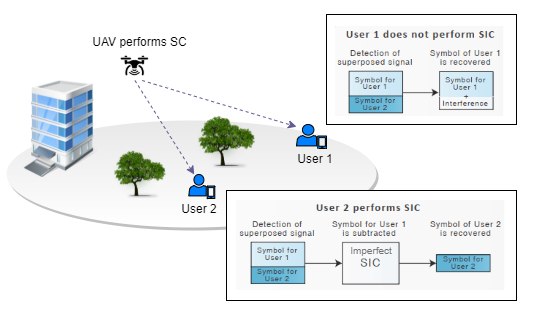 UAV performs SC
User 1 does not perform SIC
Detection of
superposed signal
Symbol of User 1
is recovered
Symbol for
User 1
Symbol for
User 2
Symbol for
User 1
+
Interference
User 1
User 2
User 2 performs SIC
Detection of
superposed signal
Symbol for User 1
is subtracted
Symbol of User 2
is recovered
Symbol for
User 1
Symbol for
User 2
Imperfect
SIC
Symbol for
User 2